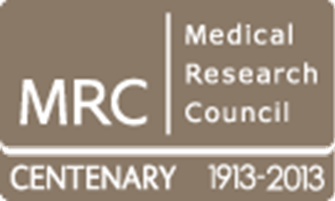 MRC
Medical
Research
Council
CENTENARY 1913-2013